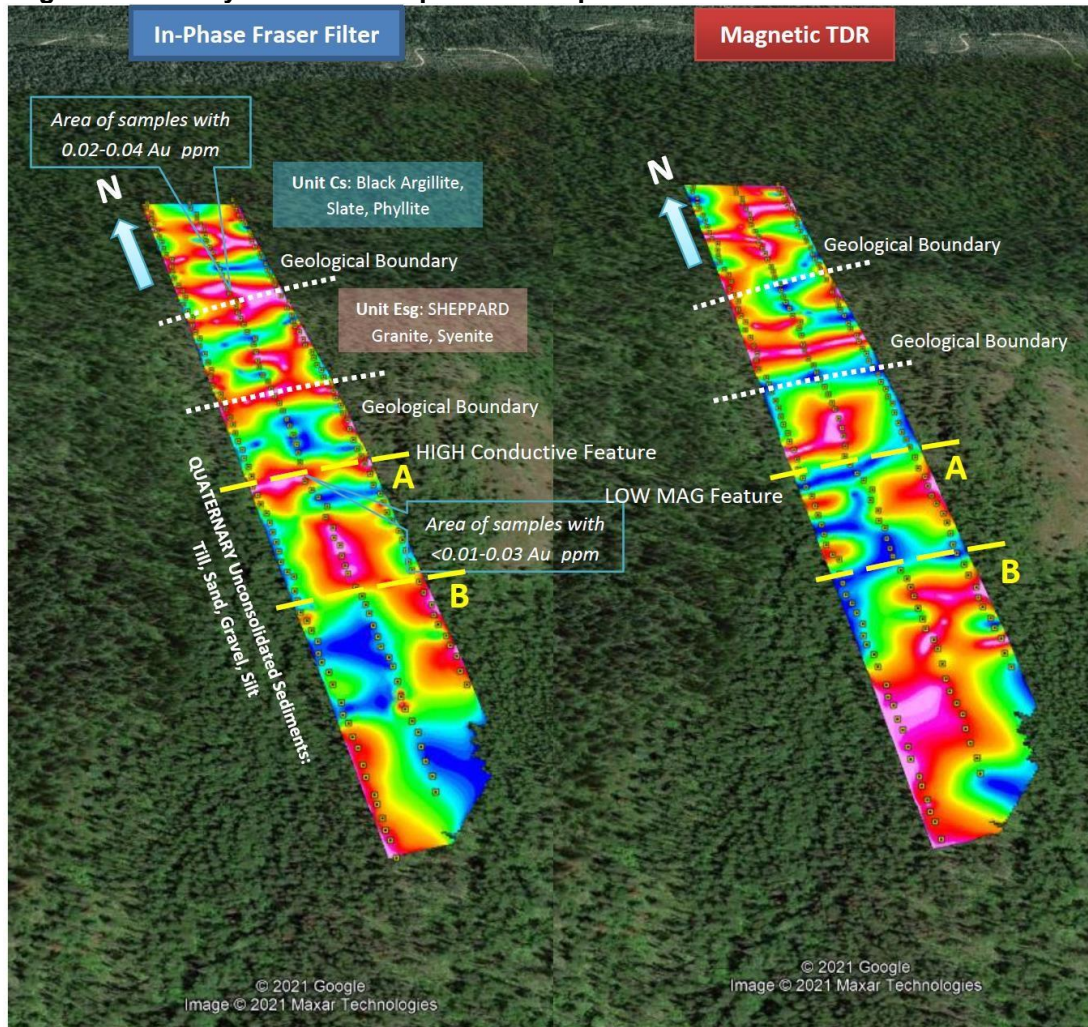 In-Phase Fraser Filter
Magnetic TDR
Area of samples with
0.02-0.04 Au ppm
N
Unit Cs: Black Argillite,
Slate, Phyllite
Geological Boundary
Unit Esg: SHEPPARD
Granite, Syenite
Geological Boundary
HIGH Conductive Feature
A
LOW MAG Feature
Area of samples with
<0.01-0.03 Au ppm
B
QUATERNARY Unconsolidated Sediments:
Till, Sand, Gravel, Silt
© 2021 Google
Image © 2021 Maxar Technologies
N
Geological Boundary
Geological Boundary
A
B
© 2021 Google
Image © 2021 Maxar Technologies